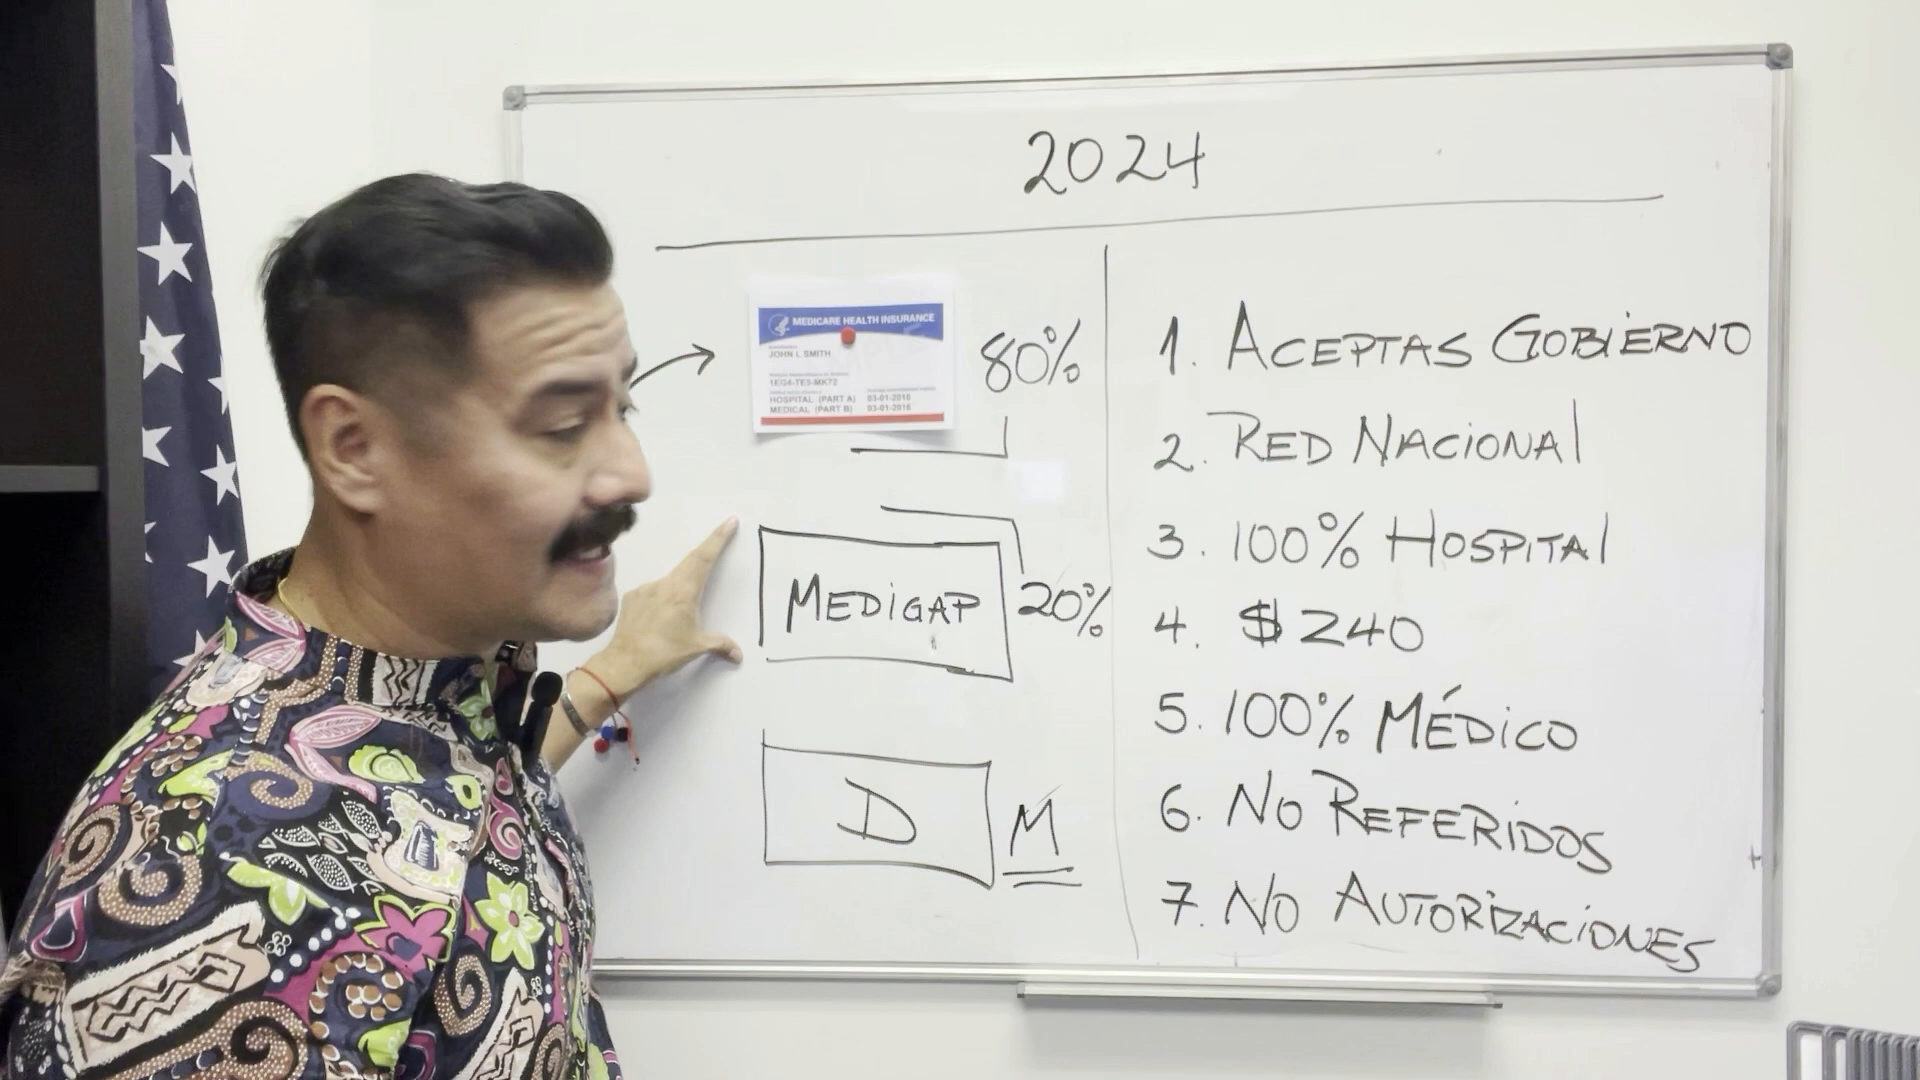 2024
MEDICARE HEALTH INSURANCE
JOHN L SMITH
1EG4-TE5-MK72
HOSPITAL (PART A) 03-01-2016
MEDICAL (PART B) 03-01-2016
80%
MEDIGAP
20%
D
M
1. ACEPTAS GOBIERNO
2. RED NACIONAL
3. 100% HOSPITAL
4. $240
5. 100% MÉDICO
6. NO REFERIDOS
7. NO AUTORIZACIONES